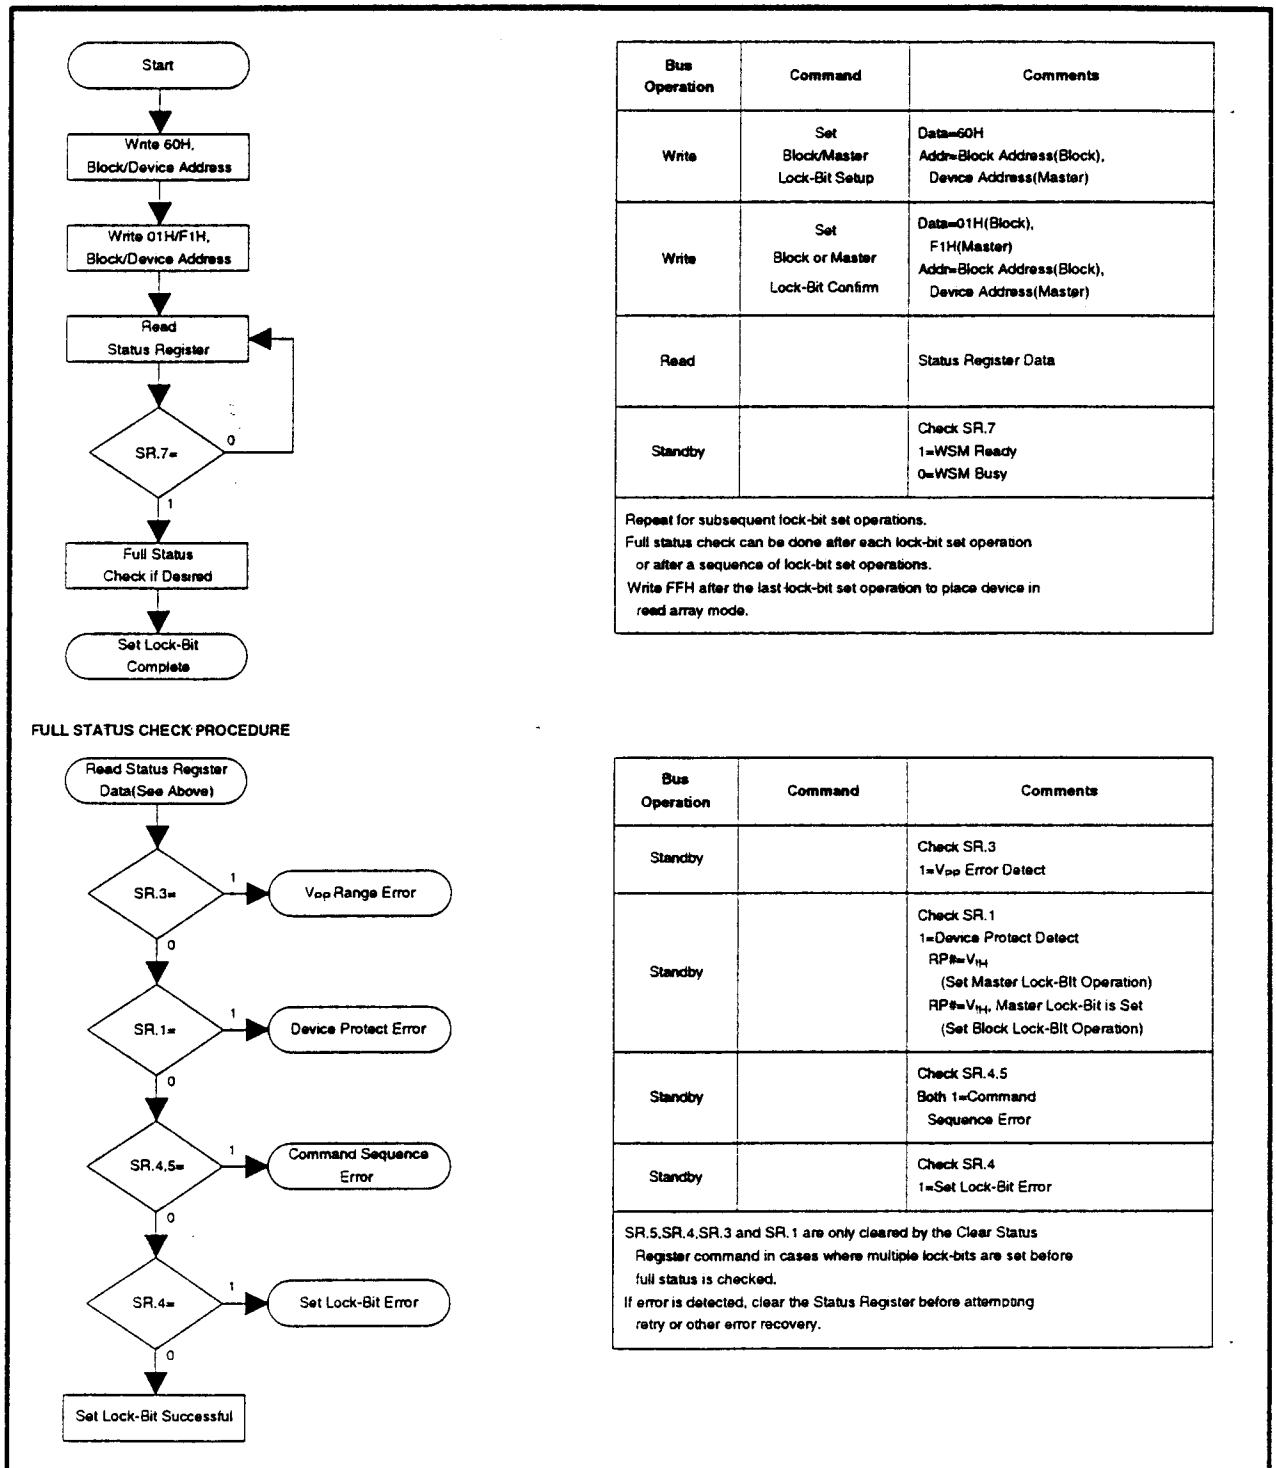 Start
Write 60H,
Block/Device Address
Write 01H/F1H,
Block/Device Address
Read
Status Register
SR.7=
0
1
Full Status
Check if Desired
Set Lock-Bit
Complete
Bus
Operation
Command
Comments
Write
Set
Block/Master
Lock-Bit Setup
Data=60H
Addr=Block Address(Block),
Device Address(Master)
Write
Set
Block or Master
Lock-Bit Confirm
Data=01H(Block),
F1H(Master)
Addr=Block Address(Block),
Device Address(Master)
Read
Status Register Data
Standby
Check SR.7
1=WSM Ready
0=WSM Busy
Repeat for subsequent lock-bit set operations.
Full status check can be done after each lock-bit set operation
or after a sequence of lock-bit set operations.
Write FFH after the last lock-bit set operation to place device in
read array mode.
FULL STATUS CHECK PROCEDURE
Read Status Register
Data(See Above)
SR.3=
1
VPP Range Error
0
SR.1=
1
Device Protect Error
0
SR.4,5=
1
Command Sequence
Error
0
SR.4=
1
Set Lock-Bit Error
0
Set Lock-Bit Successful
Bus
Operation
Command
Comments
Standby
Check SR.3
1=VPP Error Detect
Standby
Check SR.1
1=Device Protect Detect
RP#=VIH
(Set Master Lock-Bit Operation)
RP#=VIH, Master Lock-Bit is Set
(Set Block Lock-Bit Operation)
Standby
Check SR.4,5
Both 1=Command
Sequence Error
Standby
Check SR.4
1=Set Lock-Bit Error
SR.5,SR.4,SR.3 and SR.1 are only cleared by the Clear Status
Register command in cases where multiple lock-bits are set before
full status is checked.
If error is detected, clear the Status Register before attempting
retry or other error recovery.